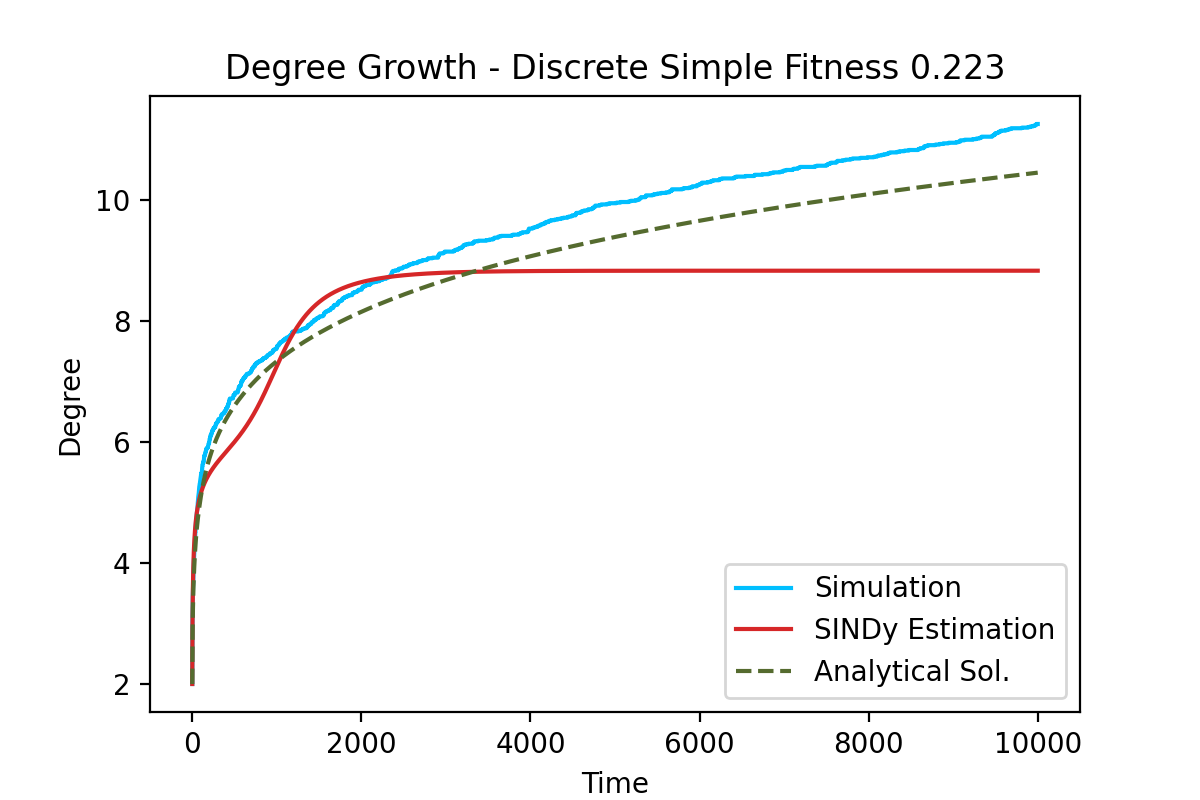 Degree Growth - Discrete Simple Fitness 0.223
Degree
10
8
6
4
2
Simulation
SINDy Estimation
Analytical Sol.
0 2000 4000 6000 8000 10000
Time